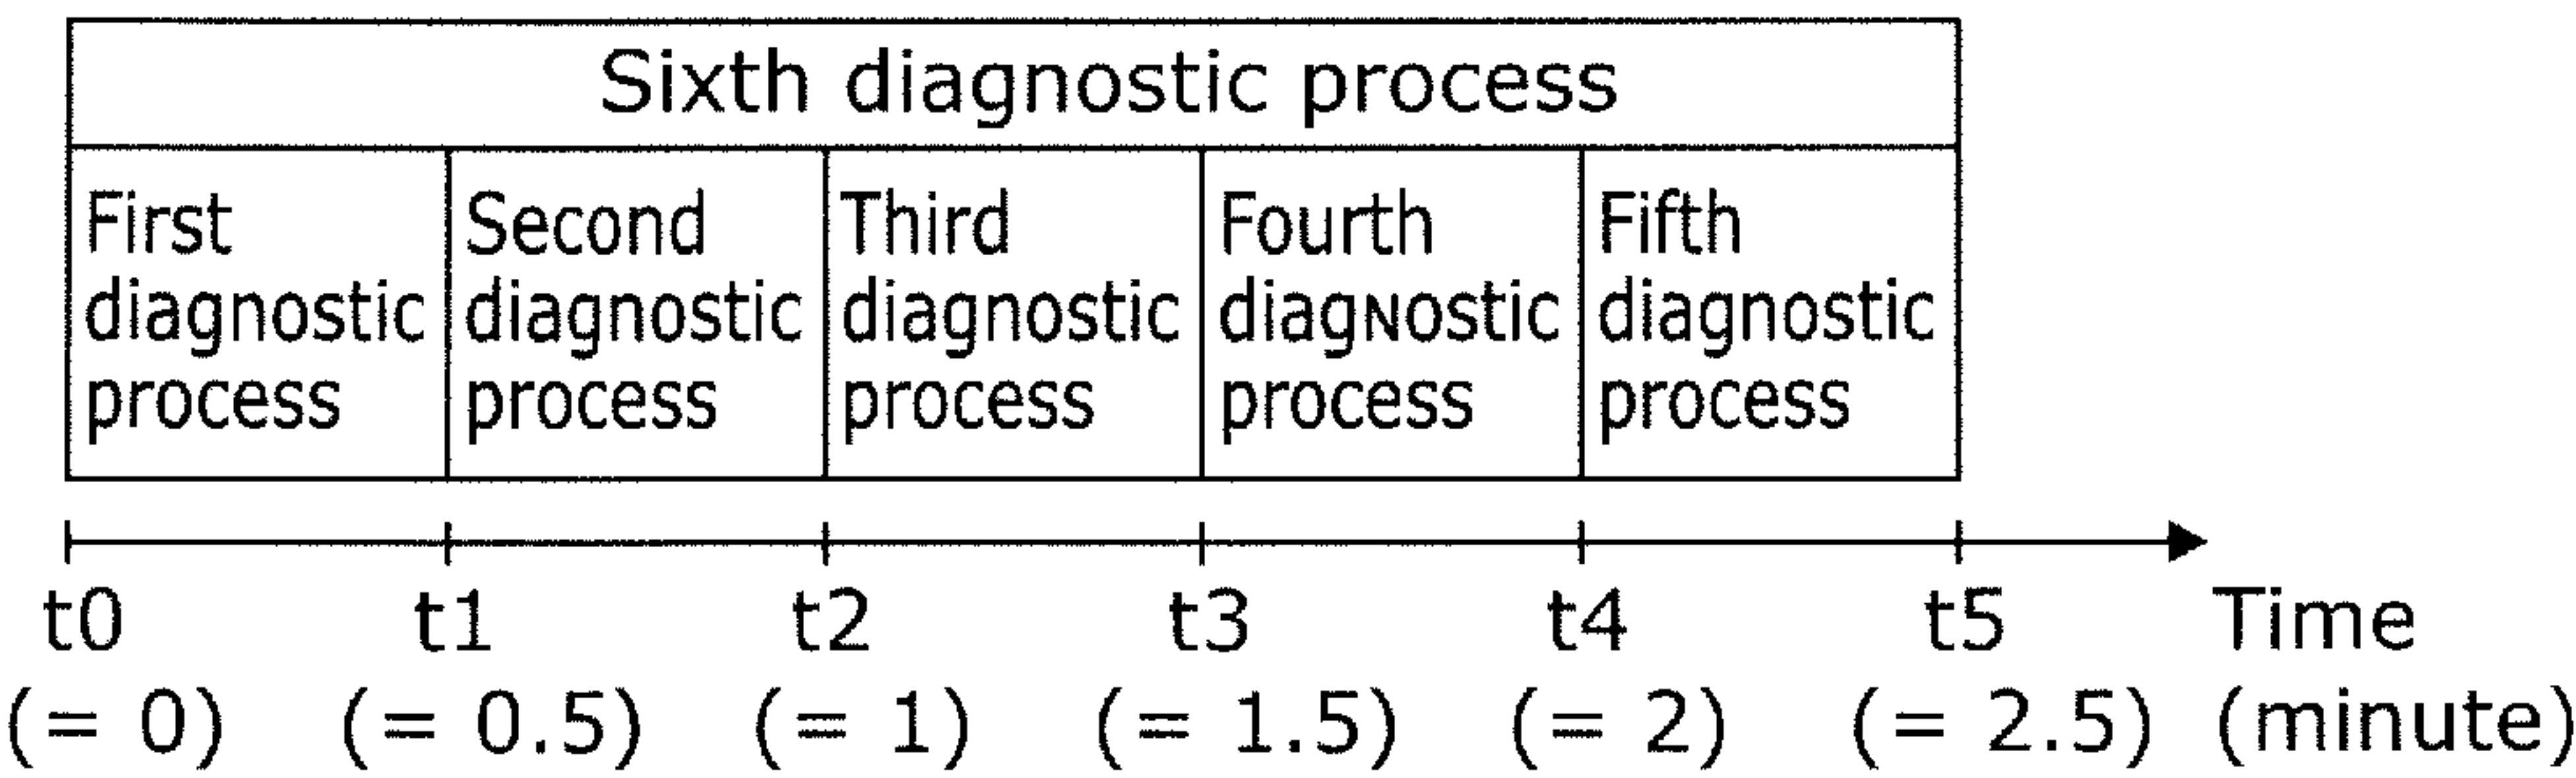 Sixth diagnostic process
First diagnostic process
Second diagnostic process
Third diagnostic process
Fourth diagNostic process
Fifth diagnostic process
t0 t1 t2 t3 t4 t5 Time
(= 0) (= 0.5) (= 1) (= 1.5) (= 2) (= 2.5) (minute)